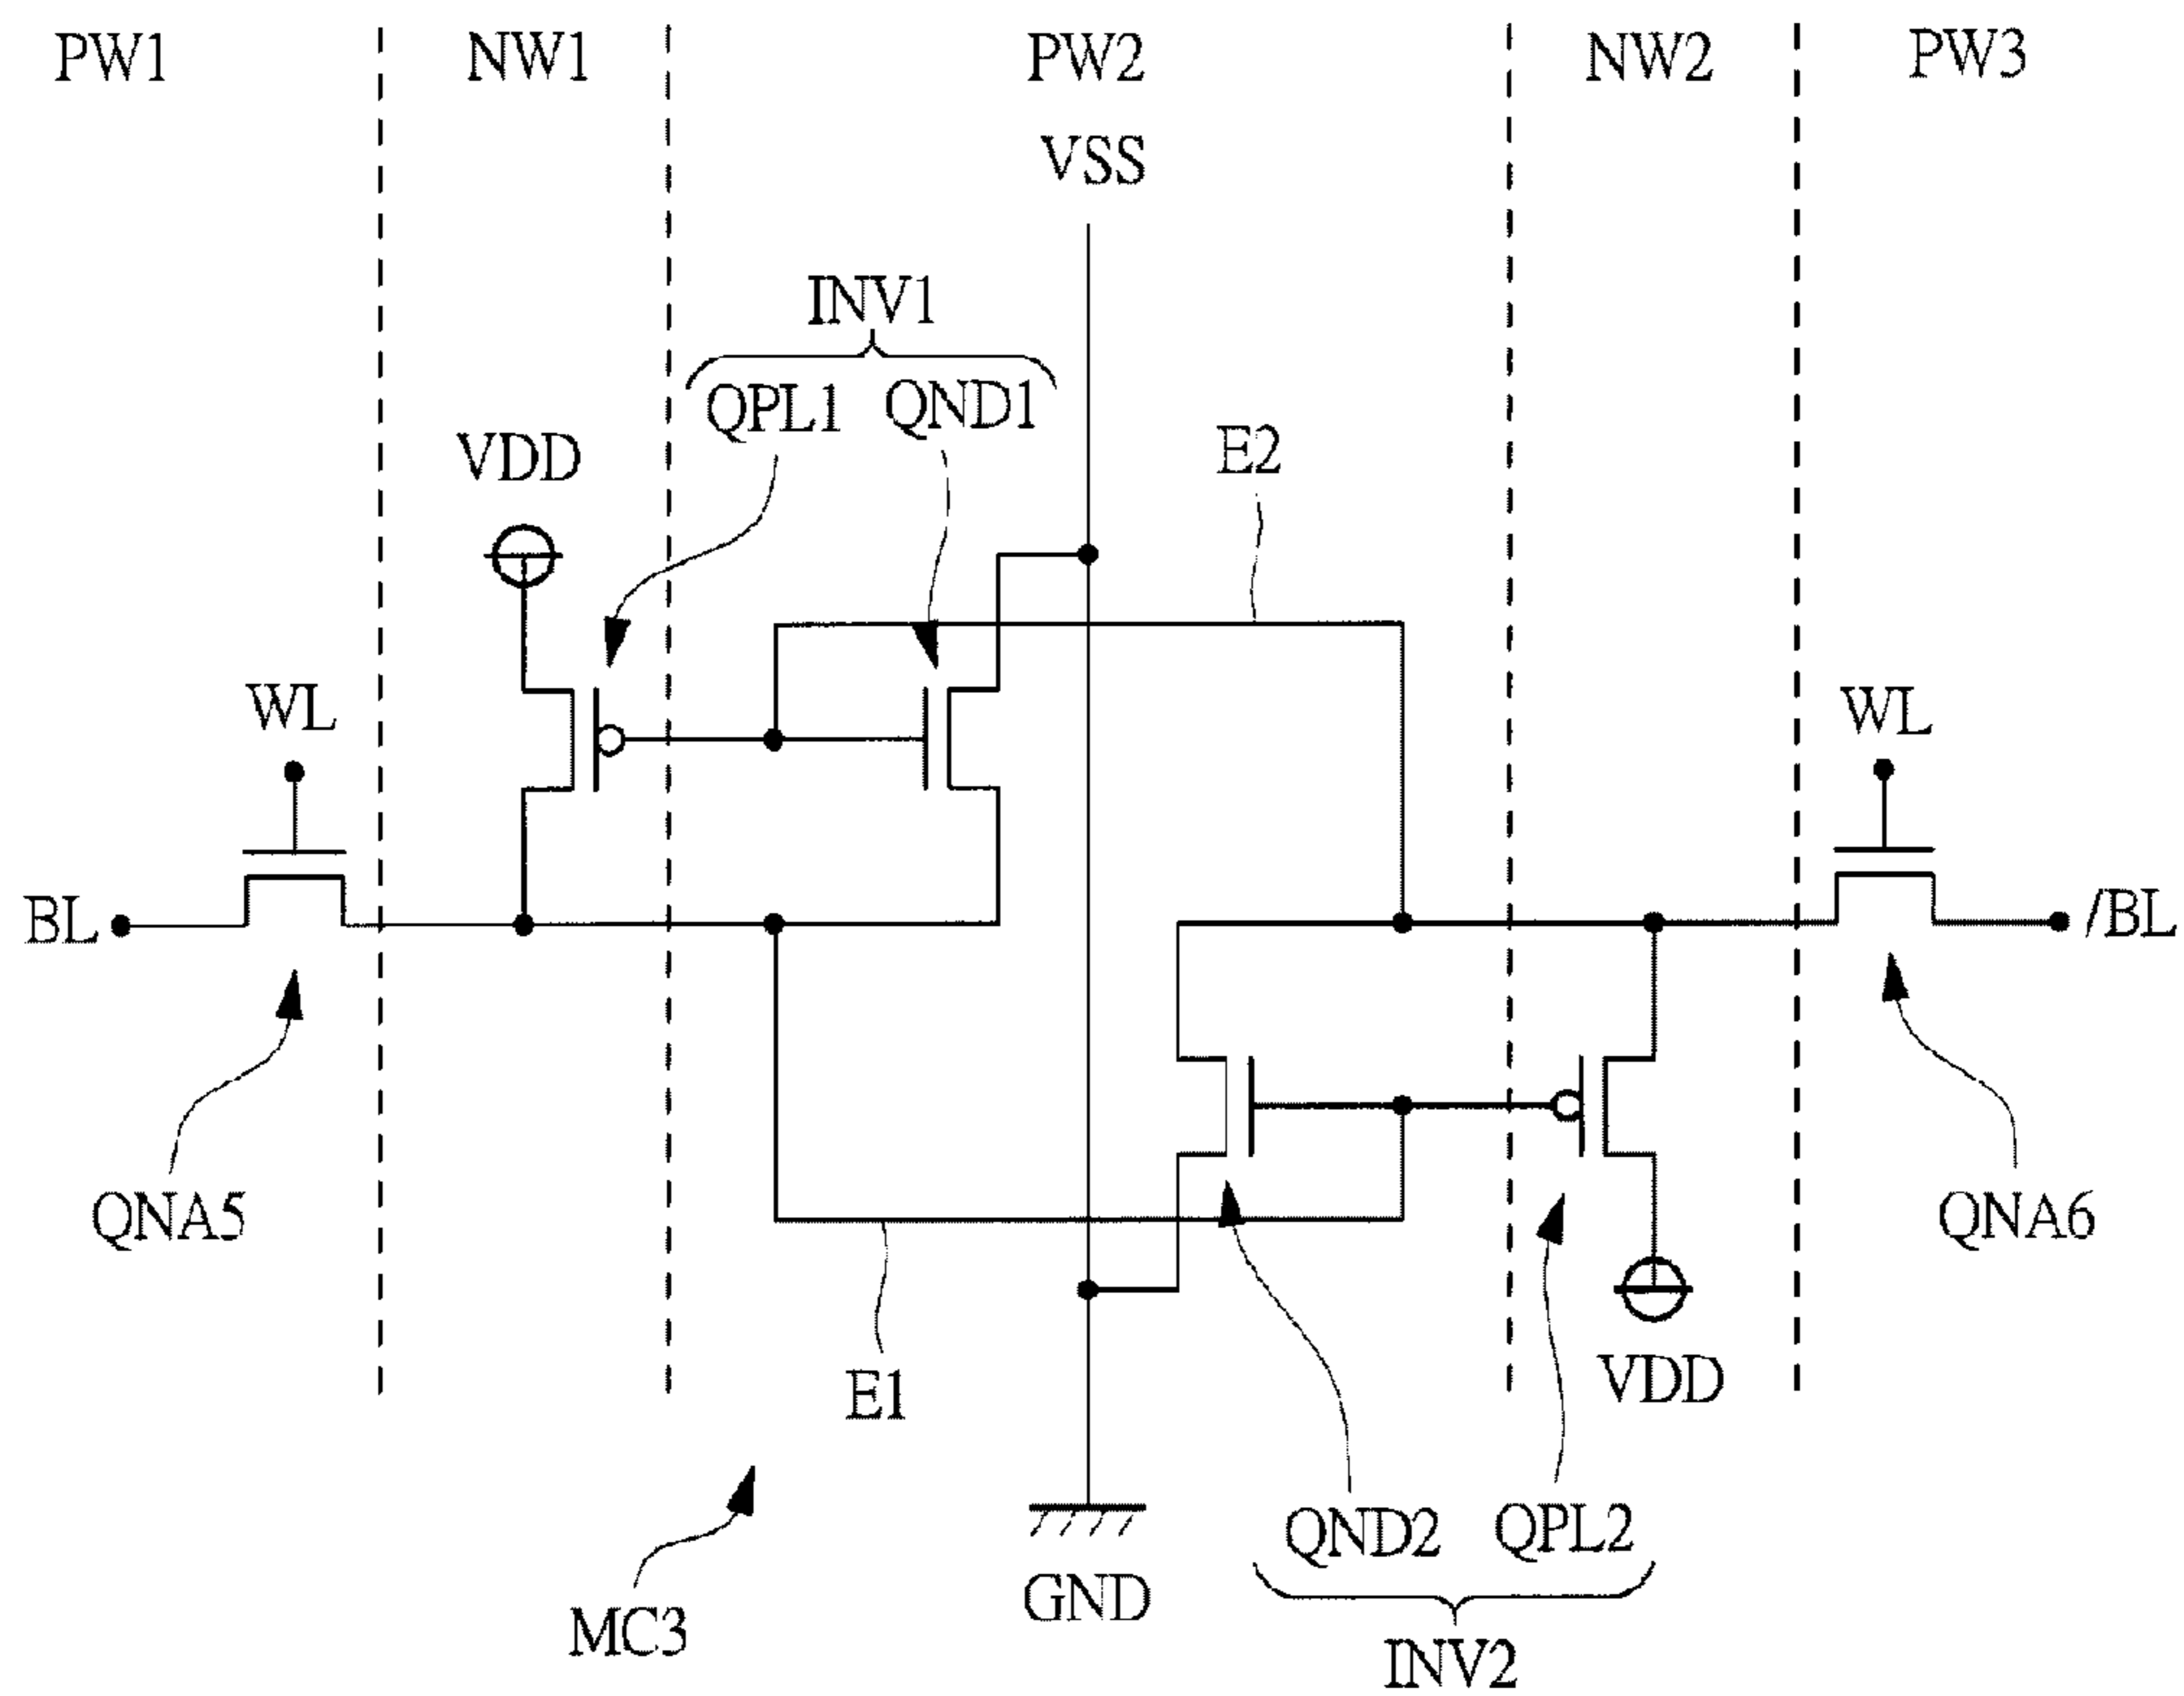 PW1 NW1 PW2 NW2 PW3
VSS
INV1
QPL1 QND1
VDD
E2
WL
WL
BL
/BL
QNA5
QNA6
VDD
E1
QND2 QPL2
GND
MC3
INV2